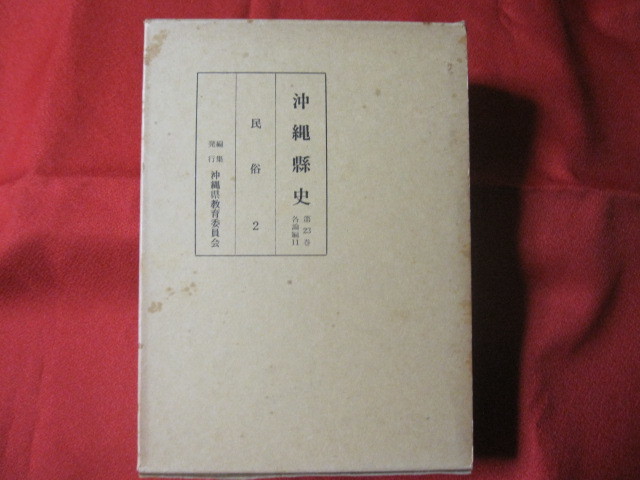 沖繩縣史
第23巻
各論編11
民俗2
編集
発行
沖縄県教育委員会